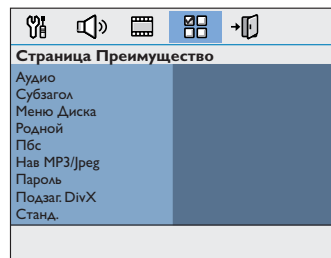 Страница Преимущество
Аудио
Субзагол
Меню Диска
Родной
Пбс
Нав MP3/Jpeg
Пароль
Подзаг. DivX
Станд.